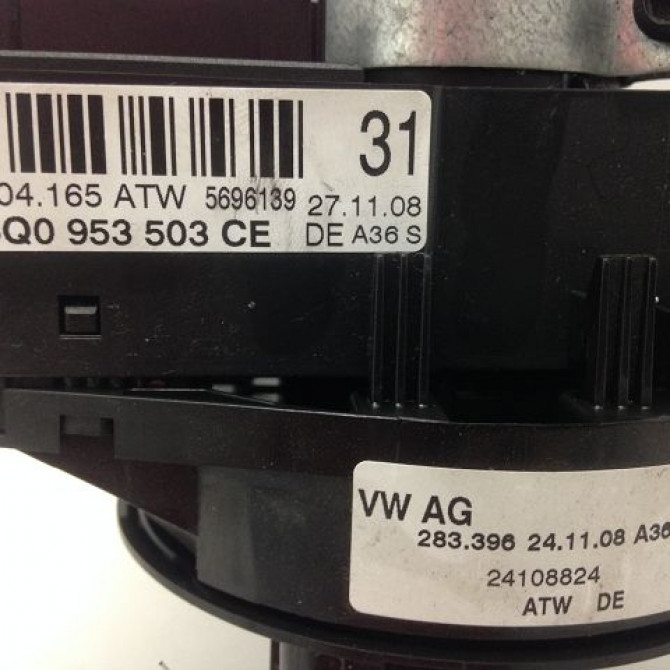 31
04.165 ATW 5696139 27.11.08
Q0 953 503 CE DE A36 S
VW AG
283.396 24.11.08 A36
24108824
ATW DE